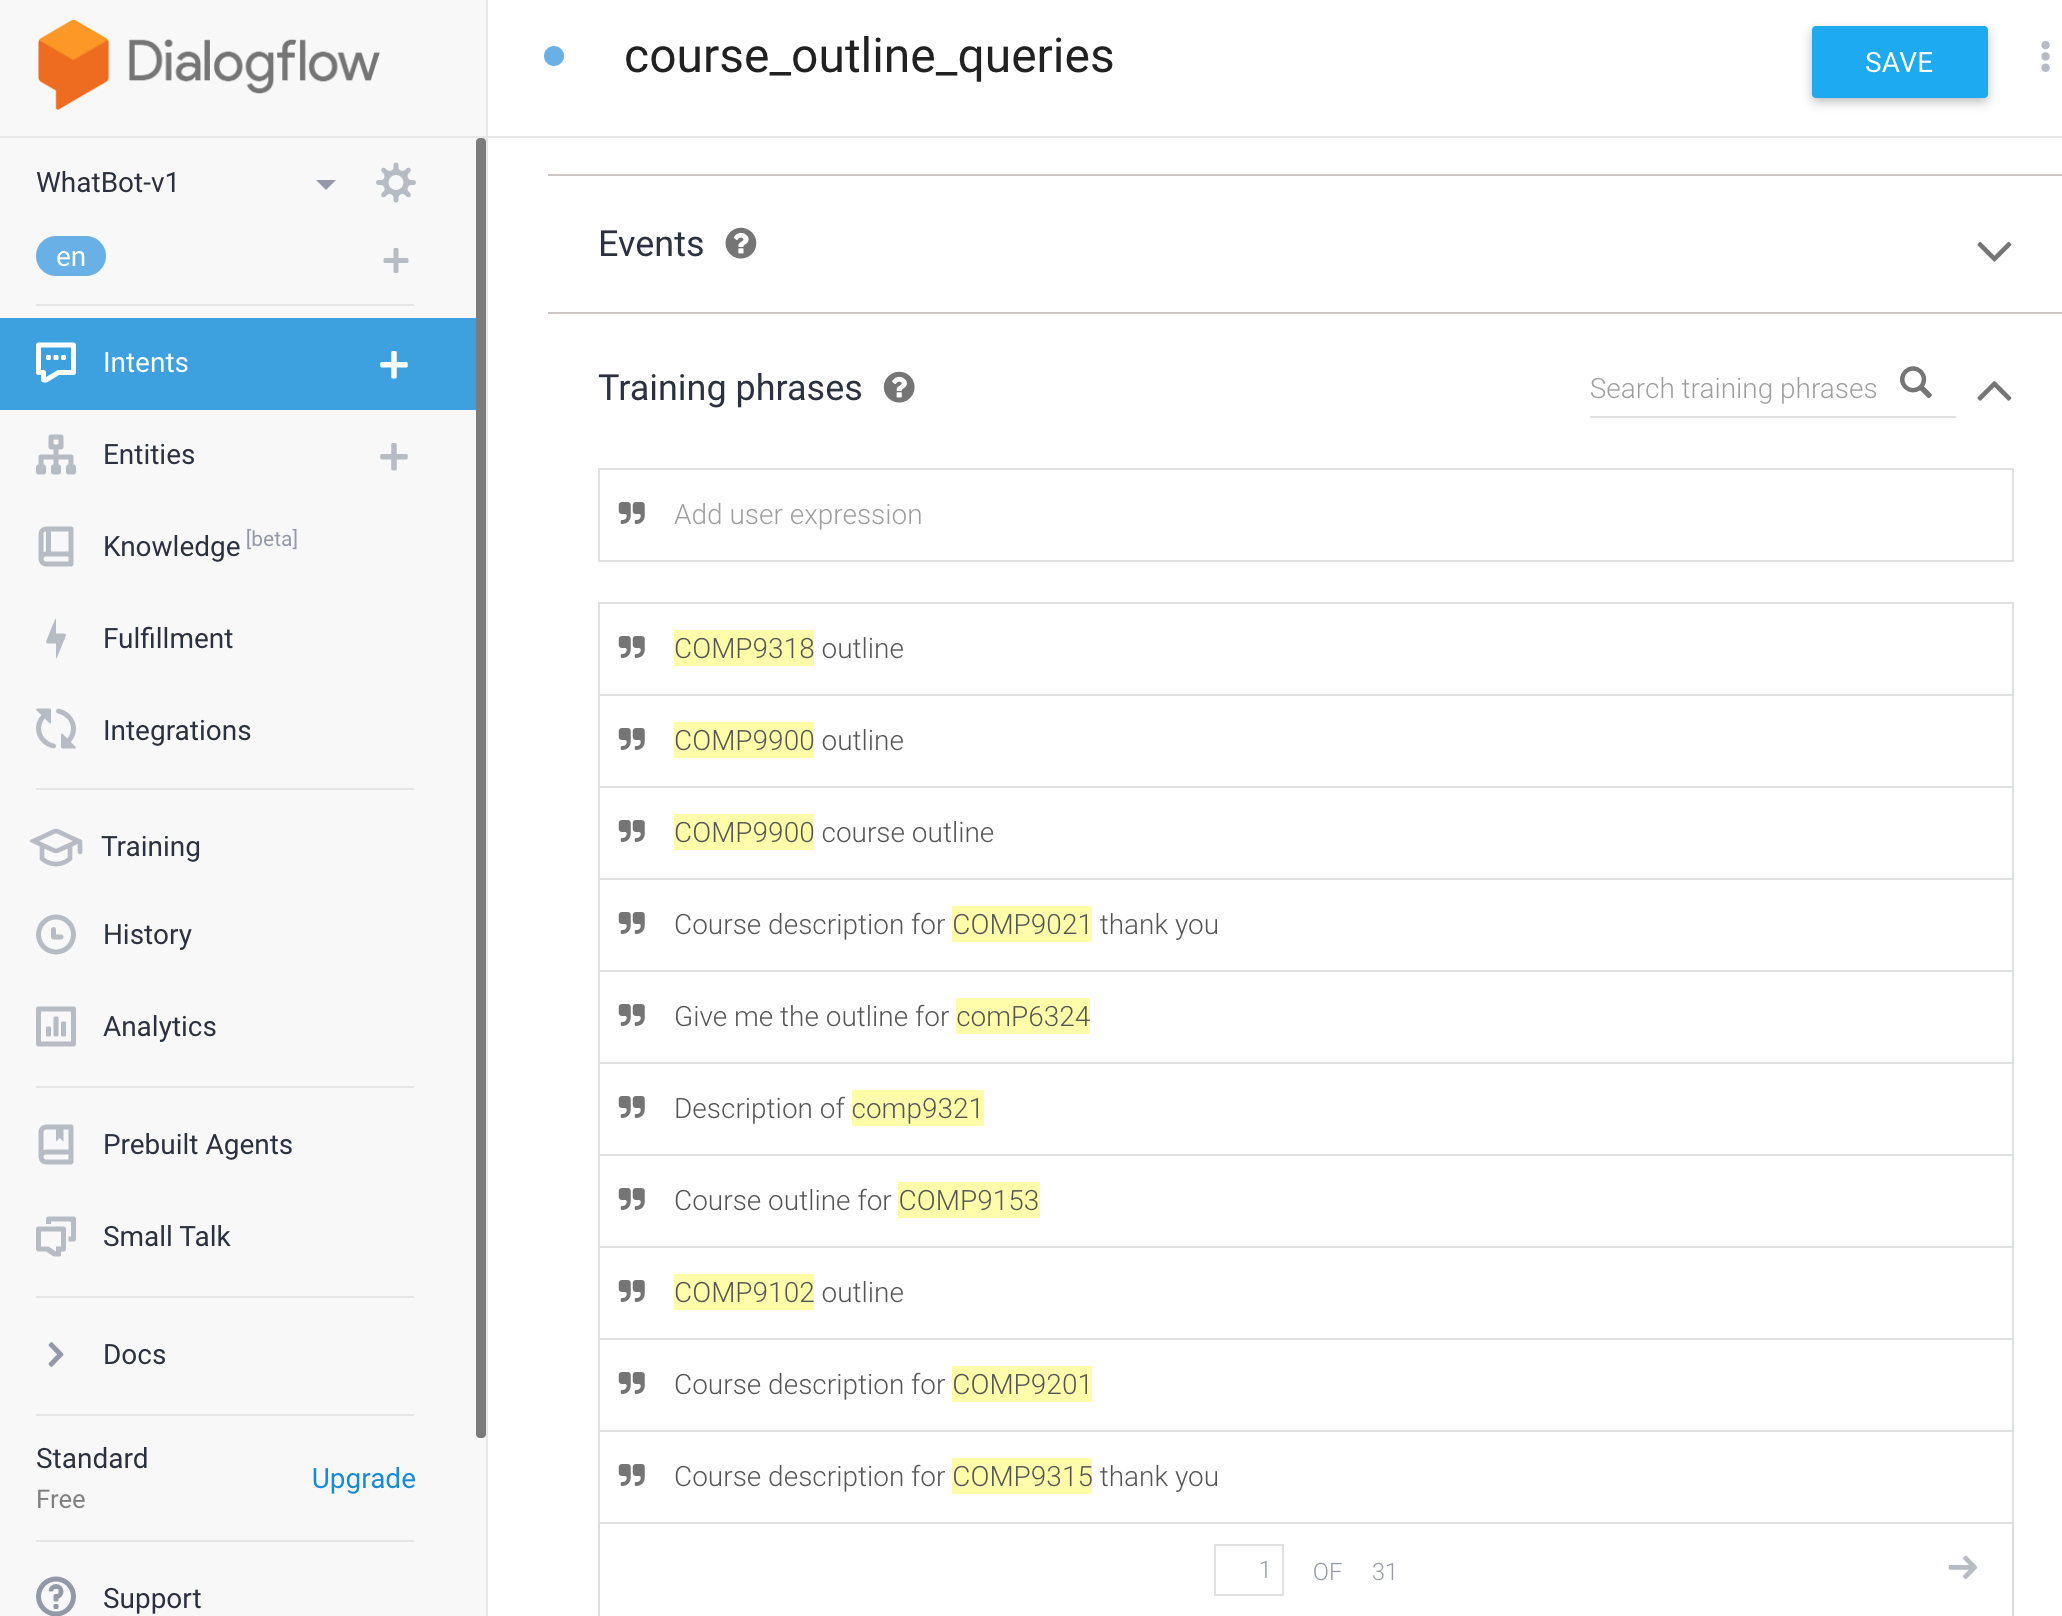 Dialogflow
course_outline_queries
SAVE
WhatBot-v1
en
Intents
Entities
Knowledge [beta]
Fulfillment
Integrations
Training
History
Analytics
Prebuilt Agents
Small Talk
Docs
Standard
Free
Upgrade
Support
Events
Training phrases
Search training phrases
Add user expression
COMP9318 outline
COMP9900 outline
COMP9900 course outline
Course description for COMP9021 thank you
Give me the outline for comP6324
Description of comp9321
Course outline for COMP9153
COMP9102 outline
Course description for COMP9201
Course description for COMP9315 thank you
1 OF 31